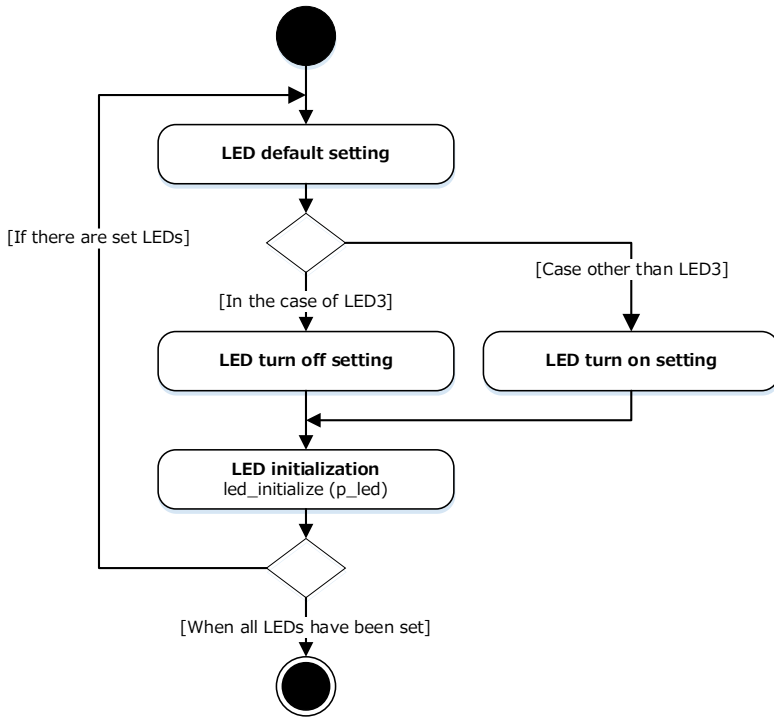 LED default setting
[If there are set LEDs]
[Case other than LED3]
[In the case of LED3]
LED turn off setting
LED turn on setting
LED initialization
led_initialize (p_led)
[When all LEDs have been set]